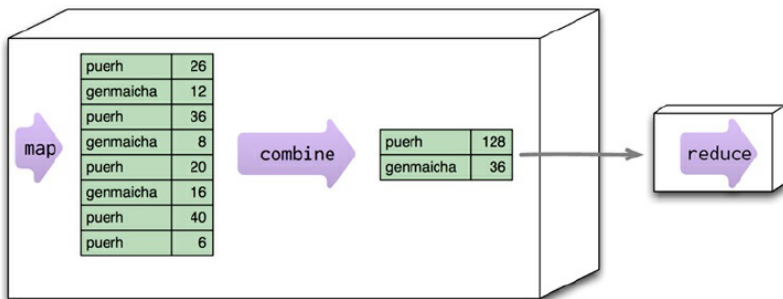 map
puerh 26
genmaicha 12
puerh 36
genmaicha 8
puerh 20
genmaicha 16
puerh 40
puerh 6
combine
puerh 128
genmaicha 36
reduce